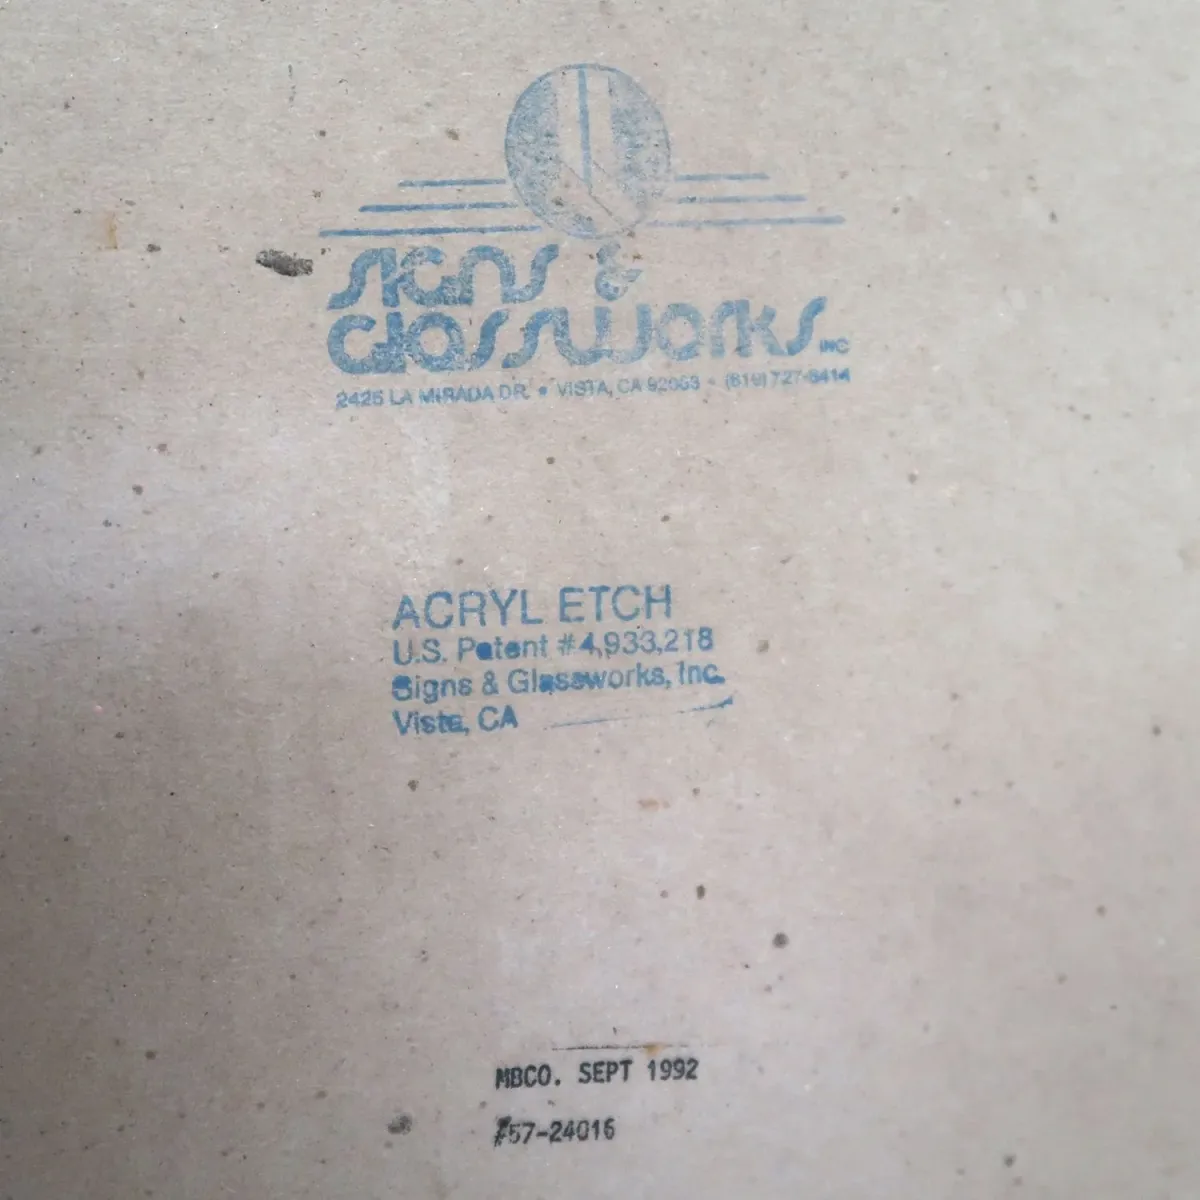 SIGNS &
GLASSWORKS INC
2425 LA MIRADA DR. • VISTA, CA 92083 • (619) 727-8414
ACRYL ETCH
U.S. Patent #4,933,218
Signs & Glassworks, Inc.
Vista, CA
MBCO. SEPT 1992
#57-24016